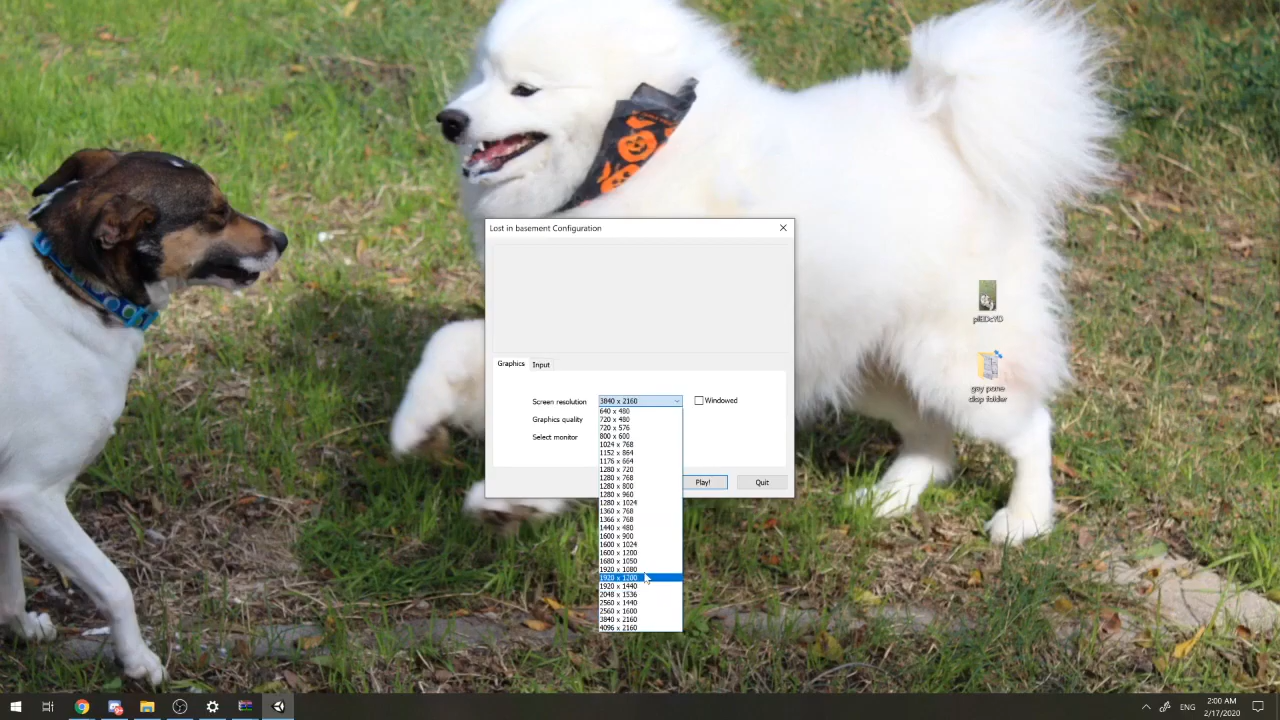 Lost in basement Configuration
Graphics
Input
Screen resolution
3840 x 2160
Windowed
Graphics quality
Select monitor
640 x 480
720 x 480
720 x 576
800 x 600
1024 x 768
1152 x 864
1176 x 664
1280 x 720
1280 x 768
1280 x 800
1280 x 960
1280 x 1024
1360 x 768
1366 x 768
1440 x 480
1600 x 900
1600 x 1024
1600 x 1200
1680 x 1050
1920 x 1080
1920 x 1200
1920 x 1440
2048 x 1536
2560 x 1440
2560 x 1600
3840 x 2160
4096 x 2160
Play!
Quit
folder
ENG
2:00 AM
2/17/2020